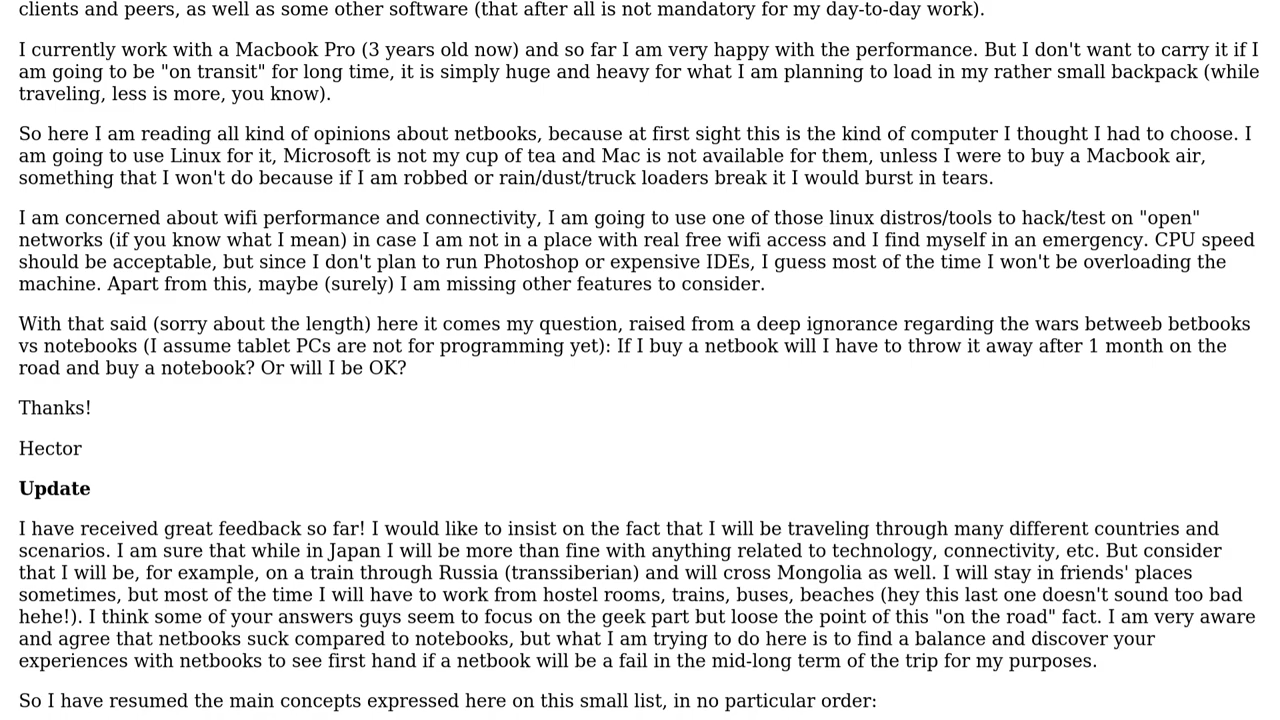 clients and peers, as well as some other software (that after all is not mandatory for my day-to-day work).
I currently work with a Macbook Pro (3 years old now) and so far I am very happy with the performance. But I don't want to carry it if I
am going to be "on transit" for long time, it is simply huge and heavy for what I am planning to load in my rather small backpack (while
traveling, less is more, you know).
So here I am reading all kind of opinions about netbooks, because at first sight this is the kind of computer I thought I had to choose. I
am going to use Linux for it, Microsoft is not my cup of tea and Mac is not available for them, unless I were to buy a Macbook air,
something that I won't do because if I am robbed or rain/dust/truck loaders break it I would burst in tears.
I am concerned about wifi performance and connectivity, I am going to use one of those linux distros/tools to hack/test on "open"
networks (if you know what I mean) in case I am not in a place with real free wifi access and I find myself in an emergency. CPU speed
should be acceptable, but since I don't plan to run Photoshop or expensive IDEs, I guess most of the time I won't be overloading the
machine. Apart from this, maybe (surely) I am missing other features to consider.
With that said (sorry about the length) here it comes my question, raised from a deep ignorance regarding the wars betweeb betbooks
vs notebooks (I assume tablet PCs are not for programming yet): If I buy a netbook will I have to throw it away after 1 month on the
road and buy a notebook? Or will I be OK?
Thanks!
Hector
Update
I have received great feedback so far! I would like to insist on the fact that I will be traveling through many different countries and
scenarios. I am sure that while in Japan I will be more than fine with anything related to technology, connectivity, etc. But consider
that I will be, for example, on a train through Russia (transsiberian) and will cross Mongolia as well. I will stay in friends' places
sometimes, but most of the time I will have to work from hostel rooms, trains, buses, beaches (hey this last one doesn't sound too bad
hehe!). I think some of your answers guys seem to focus on the geek part but loose the point of this "on the road" fact. I am very aware
and agree that netbooks suck compared to notebooks, but what I am trying to do here is to find a balance and discover your
experiences with netbooks to see first hand if a netbook will be a fail in the mid-long term of the trip for my purposes.
So I have resumed the main concepts expressed here on this small list, in no particular order: